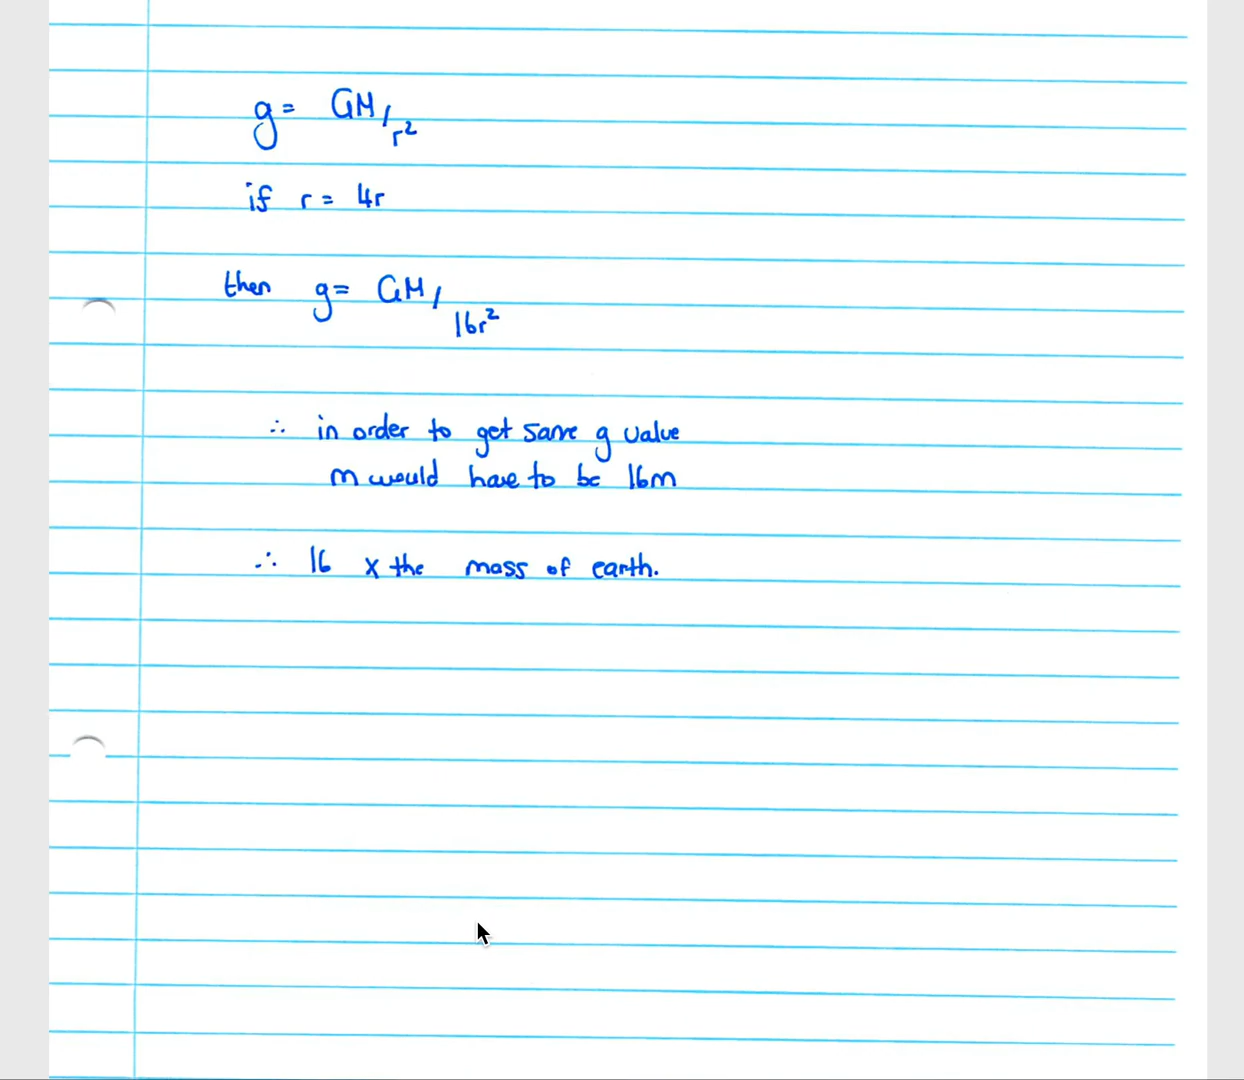 g = GM/r²
if r = 4r
then g = GM/16r²
∴ in order to get same g value
m would have to be 16m
∴ 16 x the mass of earth.